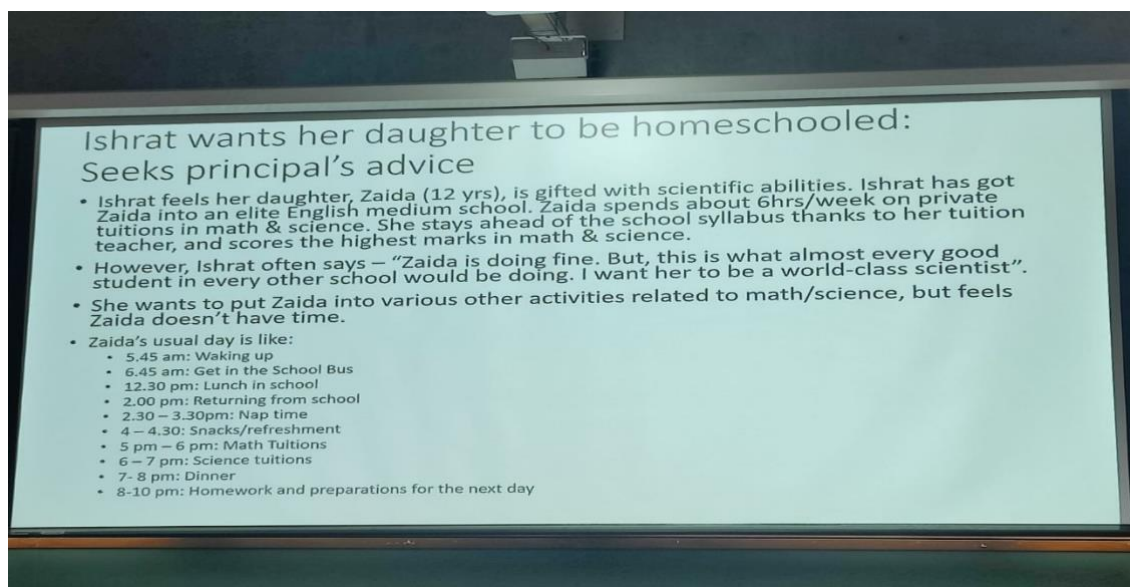 Ishrat wants her daughter to be homeschooled:
Seeks principal's advice
• Ishrat feels her daughter, Zaida (12 yrs), is gifted with scientific abilities. Ishrat has got
Zaida into an elite English medium school. Zaida spends about 6hrs/week on private
tuitions in math & science. She stays ahead of the school syllabus thanks to her tuition
teacher, and scores the highest marks in math & science.
• However, Ishrat often says – "Zaida is doing fine. But, this is what almost every good
student in every other school would be doing. I want her to be a world-class scientist".
• She wants to put Zaida into various other activities related to math/science, but feels
Zaida doesn't have time.
• Zaida's usual day is like:
• 5.45 am: Waking up
• 6.45 am: Get in the School Bus
• 12.30 pm: Lunch in school
• 2.00 pm: Returning from school
• 2.30 – 3.30pm: Nap time
• 4 – 4.30: Snacks/refreshment
• 5 pm – 6 pm: Math Tuitions
• 6 – 7 pm: Science tuitions
• 7- 8 pm: Dinner
• 8-10 pm: Homework and preparations for the next day